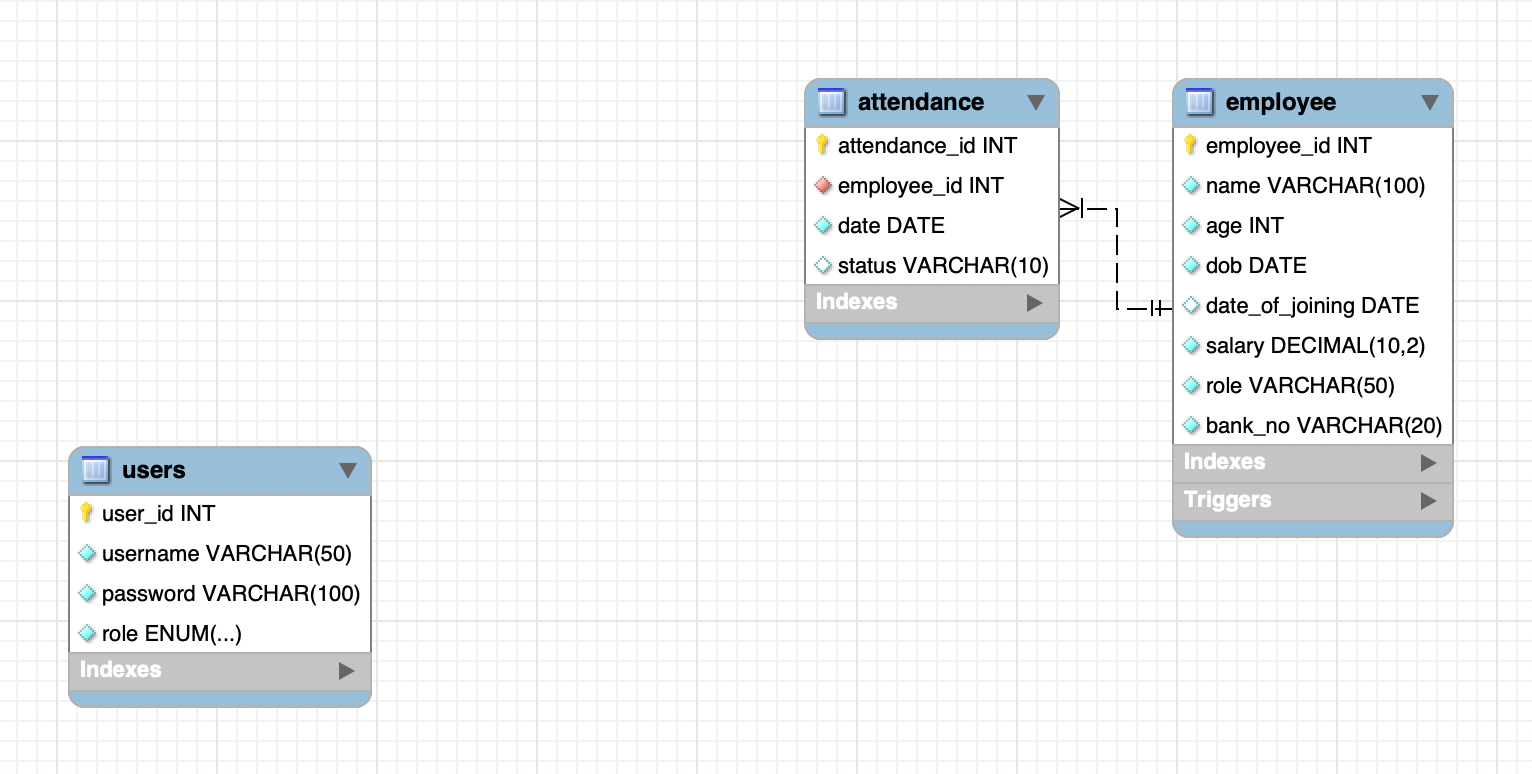 attendance
attendance_id INT
employee_id INT
date DATE
status VARCHAR(10)
Indexes
employee
employee_id INT
name VARCHAR(100)
age INT
dob DATE
date_of_joining DATE
salary DECIMAL(10,2)
role VARCHAR(50)
bank_no VARCHAR(20)
Indexes
Triggers
users
user_id INT
username VARCHAR(50)
password VARCHAR(100)
role ENUM(...)
Indexes